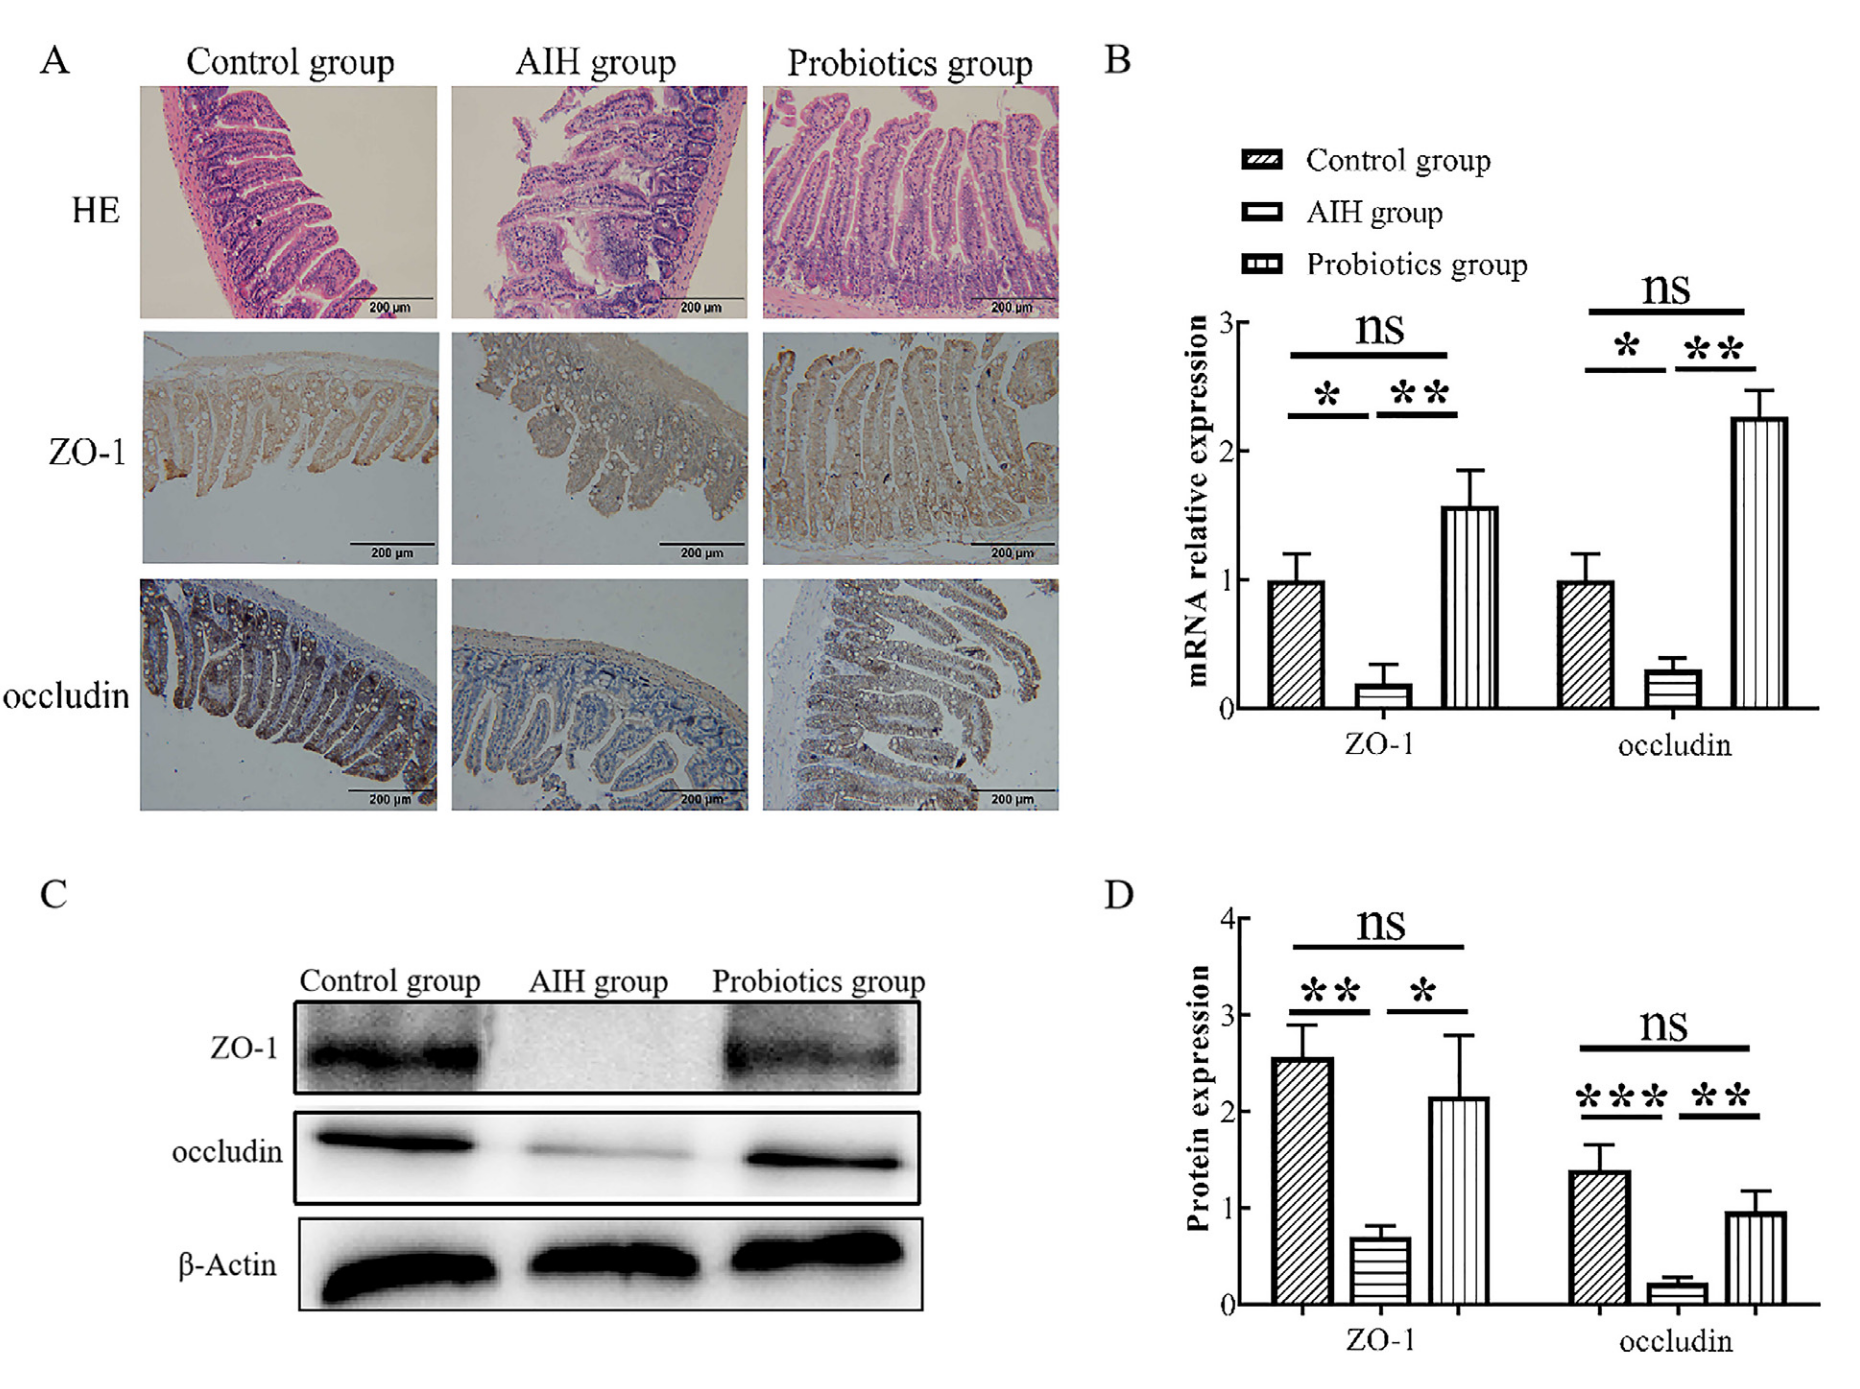 A
Control group
AIH group
Probiotics group
HE
200 μm
200 μm
200 μm
ZO-1
200 μm
200 μm
200 μm
occludin
200 μm
200 μm
200 μm
B
Control group
AIH group
Probiotics group
mRNA relative expression
3
2
1
0
ns
*
**
ns
*
**
ZO-1
occludin
C
Control group
AIH group
Probiotics group
ZO-1
occludin
β-Actin
D
Protein expression
4
3
2
1
0
ns
**
*
ns
***
**
ZO-1
occludin